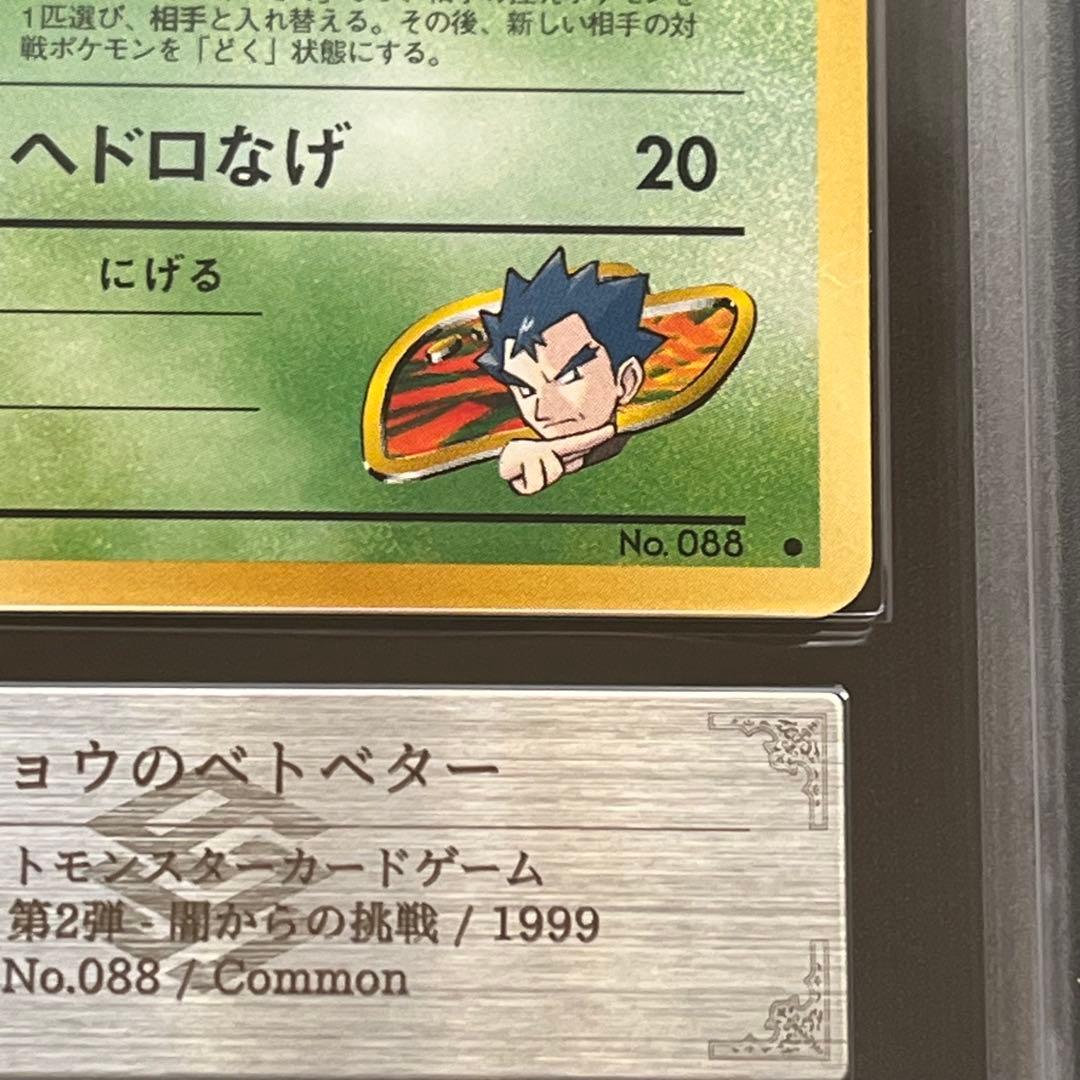 1匹選び、相手と入れ替える。その後、新しい相手の対
戦ポケモンを「どく」状態にする。
ヘドロなげ 20
にげる
No. 088 ●
ョウのベトベター
トモンスターカードゲーム
第2弾 - 闇からの挑戦 / 1999
No.088 / Common